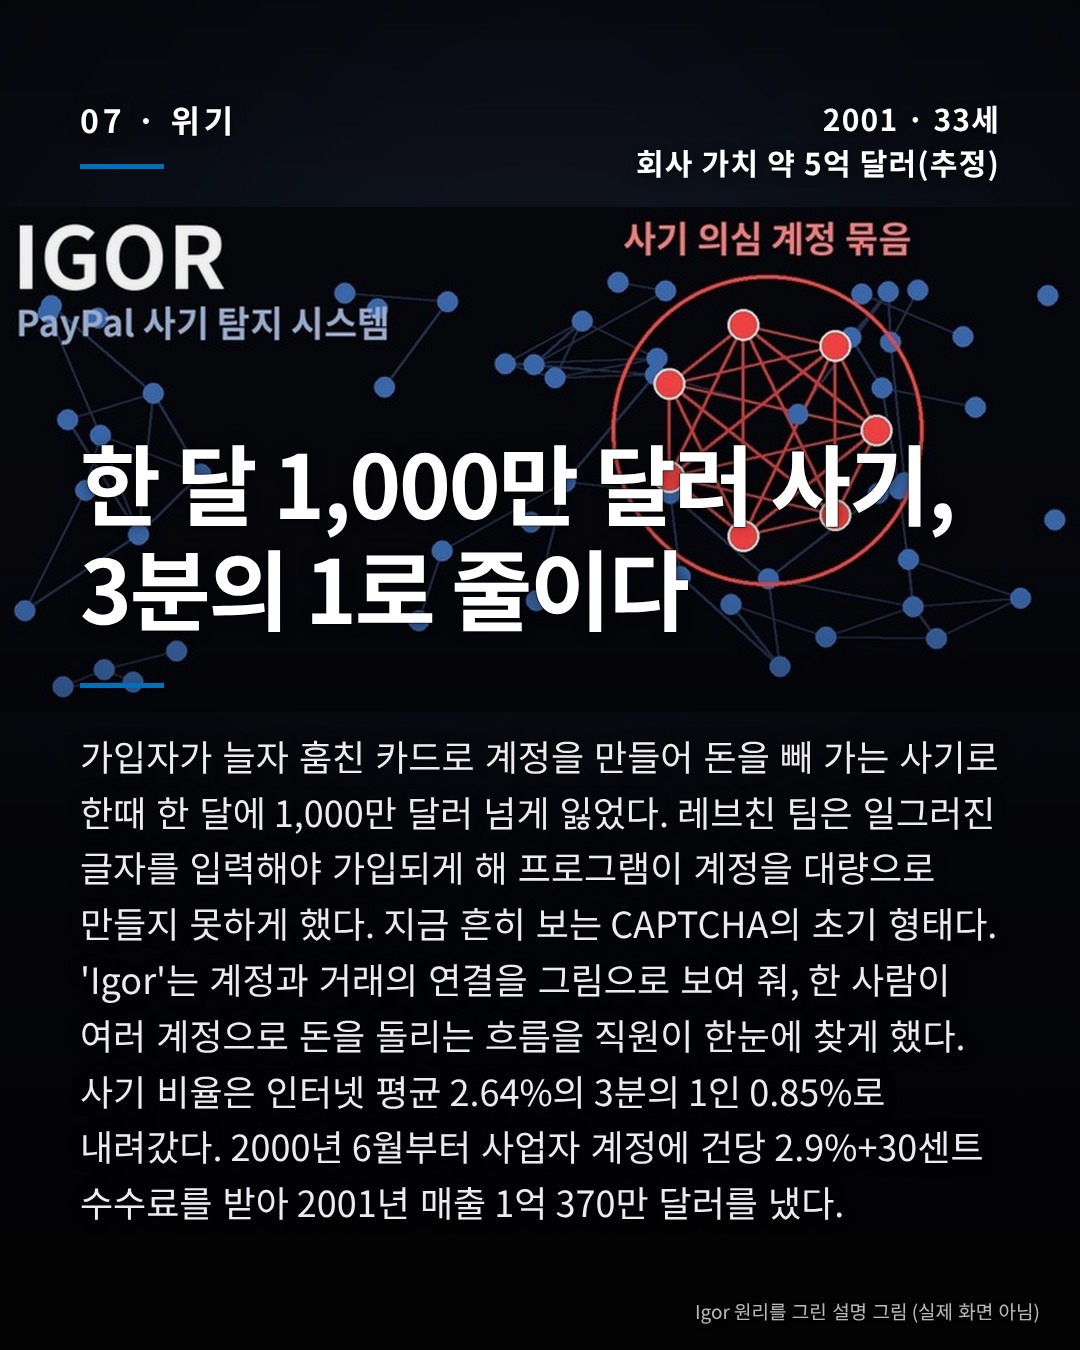 07 · 위기
2001 · 33세
회사 가치 약 5억 달러(추정)
IGOR
PayPal 사기 탐지 시스템
사기 의심 계정 묶음
한 달 1,000만 달러 사기,
3분의 1로 줄이다
가입자가 늘자 훔친 카드로 계정을 만들어 돈을 빼 가는 사기로
한때 한 달에 1,000만 달러 넘게 잃었다. 레브친 팀은 일그러진
글자를 입력해야 가입되게 해 프로그램이 계정을 대량으로
만들지 못하게 했다. 지금 흔히 보는 CAPTCHA의 초기 형태다.
'Igor'는 계정과 거래의 연결을 그림으로 보여 줘, 한 사람이
여러 계정으로 돈을 돌리는 흐름을 직원이 한눈에 찾게 했다.
사기 비율은 인터넷 평균 2.64%의 3분의 1인 0.85%로
내려갔다. 2000년 6월부터 사업자 계정에 건당 2.9%+30센트
수수료를 받아 2001년 매출 1억 370만 달러를 냈다.
Igor 원리를 그린 설명 그림 (실제 화면 아님)